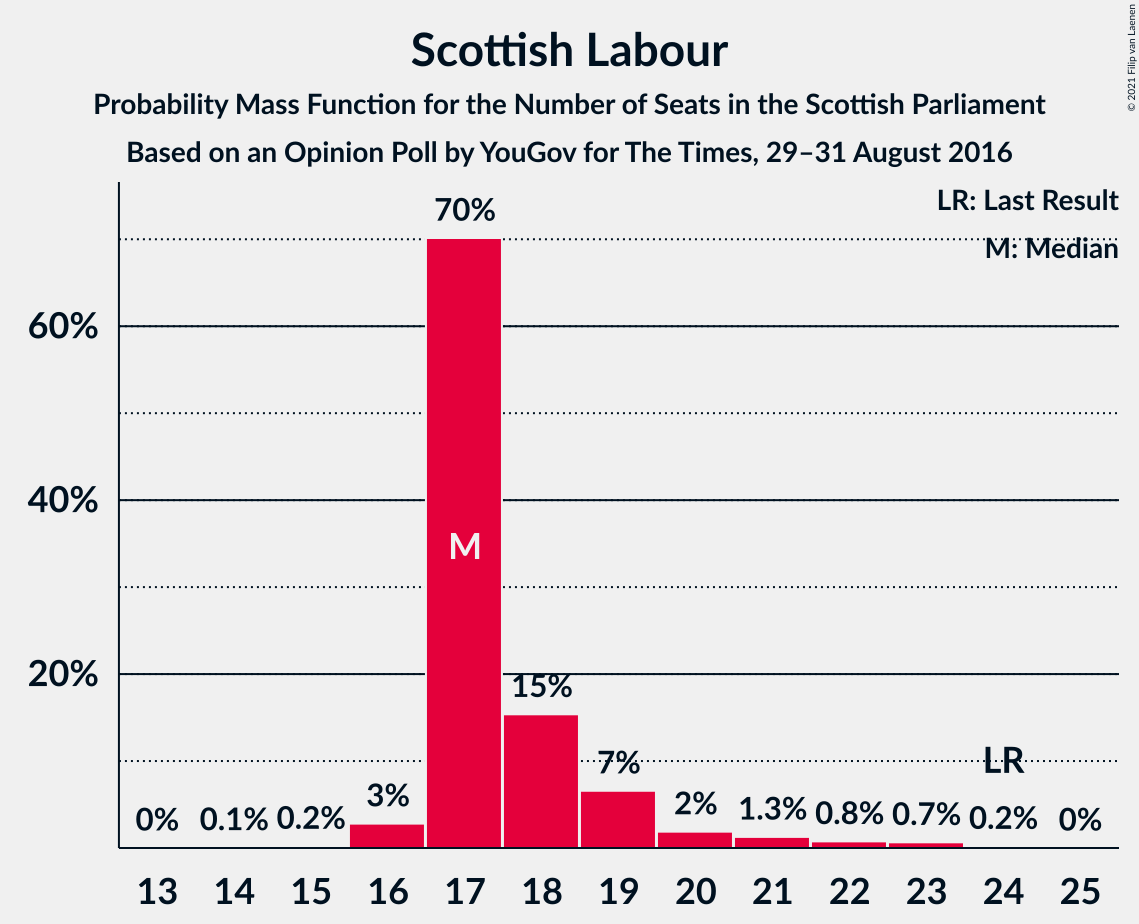 Scottish Labour
Probability Mass Function for the Number of Seats in the Scottish Parliament
Based on an Opinion Poll by YouGov for The Times, 29–31 August 2016
© 2021 Filip van Laenen
LR: Last Result
M: Median
60%
40%
20%
0%
0.1%
0.2%
3%
70%
M
15%
7%
2%
1.3%
0.8%
0.7%
LR
0.2%
0%
13 14 15 16 17 18 19 20 21 22 23 24 25